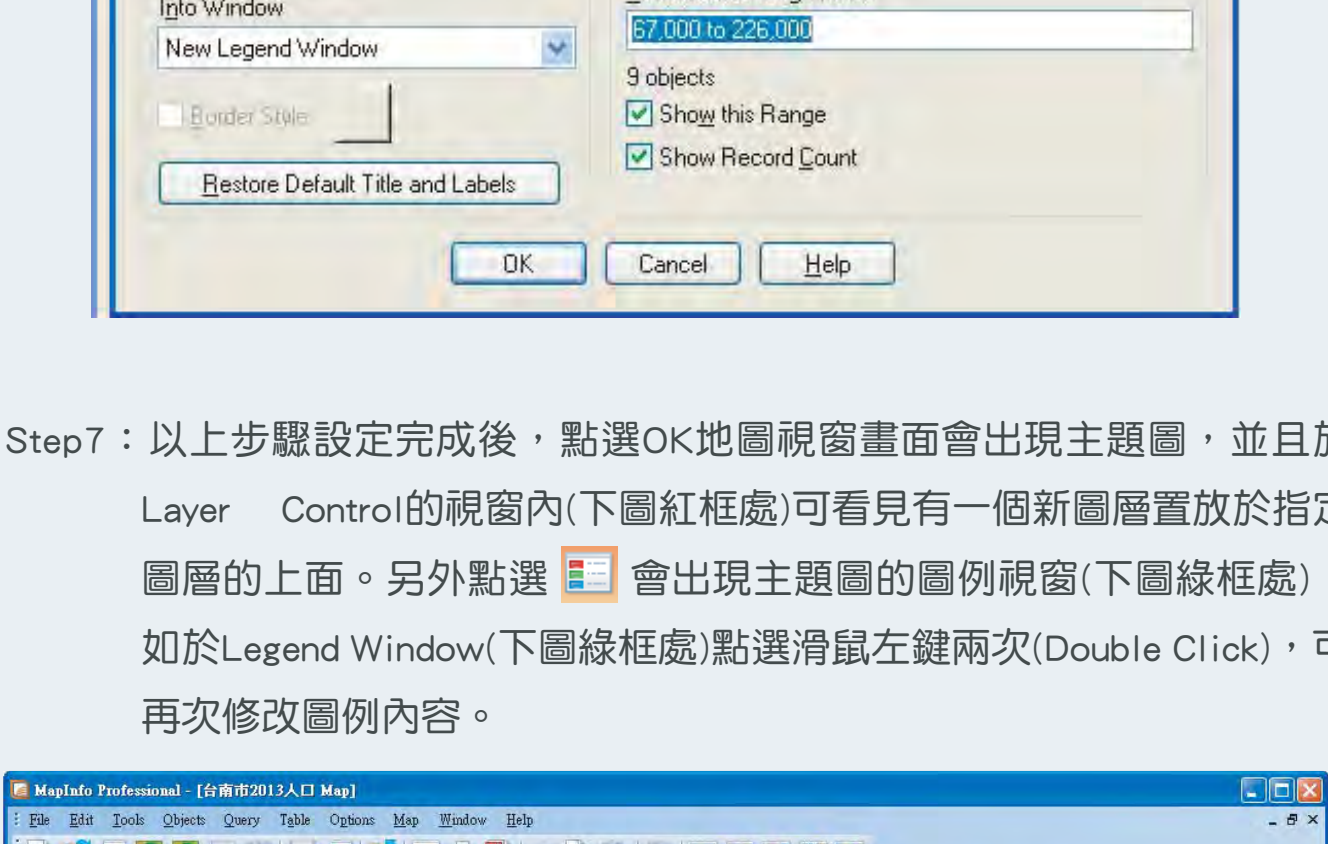 Into Window
New Legend Window
67,000 to 226,000
9 objects
Border Style
Show this Range
Show Record Count
Restore Default Title and Labels
OK Cancel Help
Step7：以上步驟設定完成後，點選OK地圖視窗畫面會出現主題圖，並且
Layer Control的視窗內(下圖紅框處)可看見有一個新圖層置放於指定
圖層的上面。另外點選 會出現主題圖的圖例視窗(下圖綠框處)
如於Legend Window(下圖綠框處)點選滑鼠左鍵兩次(Double Click)，可
再次修改圖例內容。
MapInfo Professional - [台南市2013人口 Map]
File Edit Tools Objects Query Table Options Map Window Help